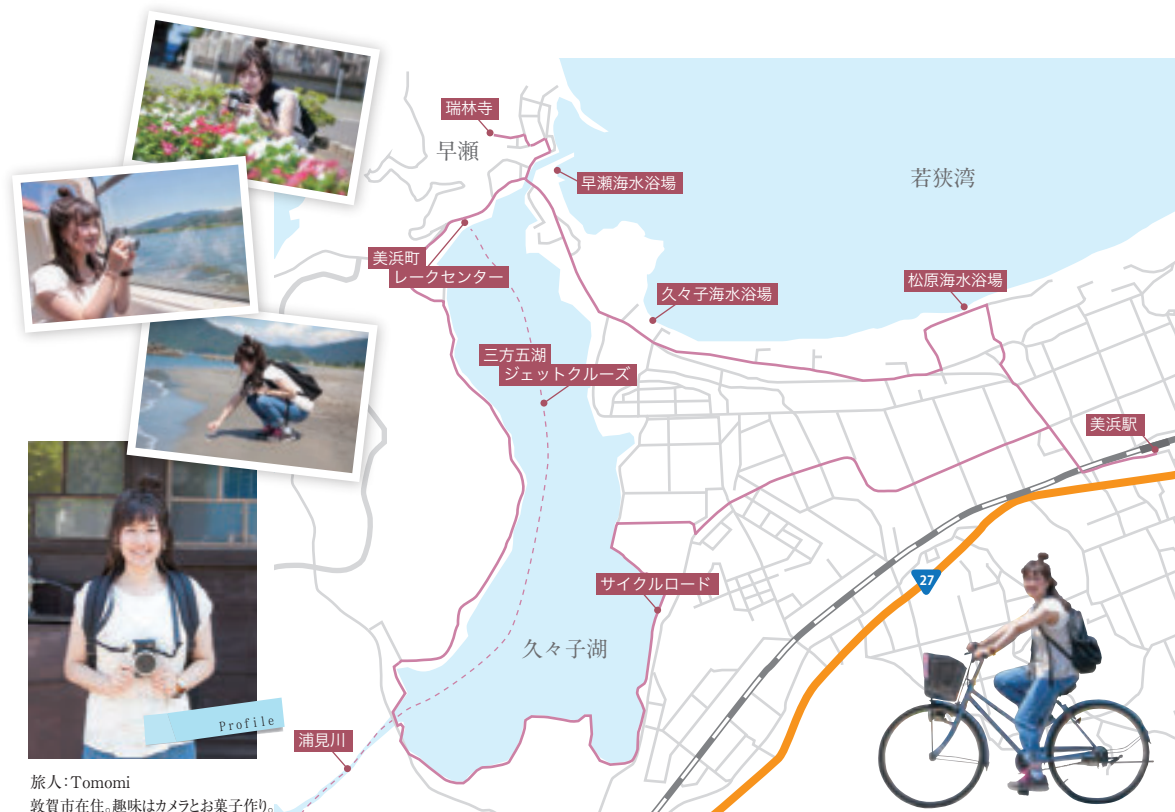 瑞林寺
早瀬
早瀬海水浴場
若狭湾
美浜町
レークセンター
松原海水浴場
久々子海水浴場
三方五湖
ジェットクルーズ
美浜駅
27
サイクルロード
久々子湖
Profile
浦見川
旅人：Tomomi
敦賀市在住。趣味はカメラとお菓子作り。